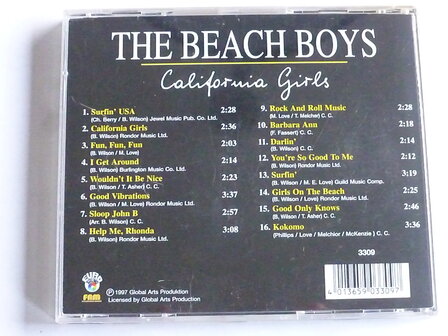 THE BEACH BOYS
California Girls
1. Surfin' USA 2:28
(Ch. Berry / B. Wilson) Jewel Music Pub. Co. Ltd.
2. California Girls 2:36
(B. Wilson) Rondor Music Ltd.
3. Fun, Fun, Fun 2:03
(B. Wilson / M. Love)
4. I Get Around 2:14
(B. Wilson) Burlington Music Co. Ltd.
5. Wouldn't It Be Nice 2:23
(B. Wilson / T. Asher) C. C.
6. Good Vibrations 3:37
(B. Wilson / M. Love) Rondor Music Ltd.
7. Sloop John B 2:57
(Arr. B. Wilson) C. C.
8. Help Me, Rhonda 3:08
(B. Wilson) Rondor Music Ltd.
9. Rock And Roll Music 2:28
(M. Love / T. Melcher) C. C.
10. Barbara Ann 2:18
(F. Fassert) C. C.
11. Darlin' 2:14
(B. Wilson) C. C.
12. You're So Good To Me 2:12
(B. Wilson) Rondor Music Ltd.
13. Surfin' 3:19
(B. Wilson / M. E. Love) Guild Music Comp.
14. Girls On The Beach 2:25
(B. Wilson / Love) Rondor Music Ltd.
15. Good Only Knows 2:46
(B. Wilson / T. Asher) C. C.
16. Kokomo 3:36
(Phillips / Love / Melchior / McKenzie ) C. C.
3309
EURO
FAM
℗ 1997 Global Arts Produktion
Licensed by Global Arts Produktion
4 013659 033097